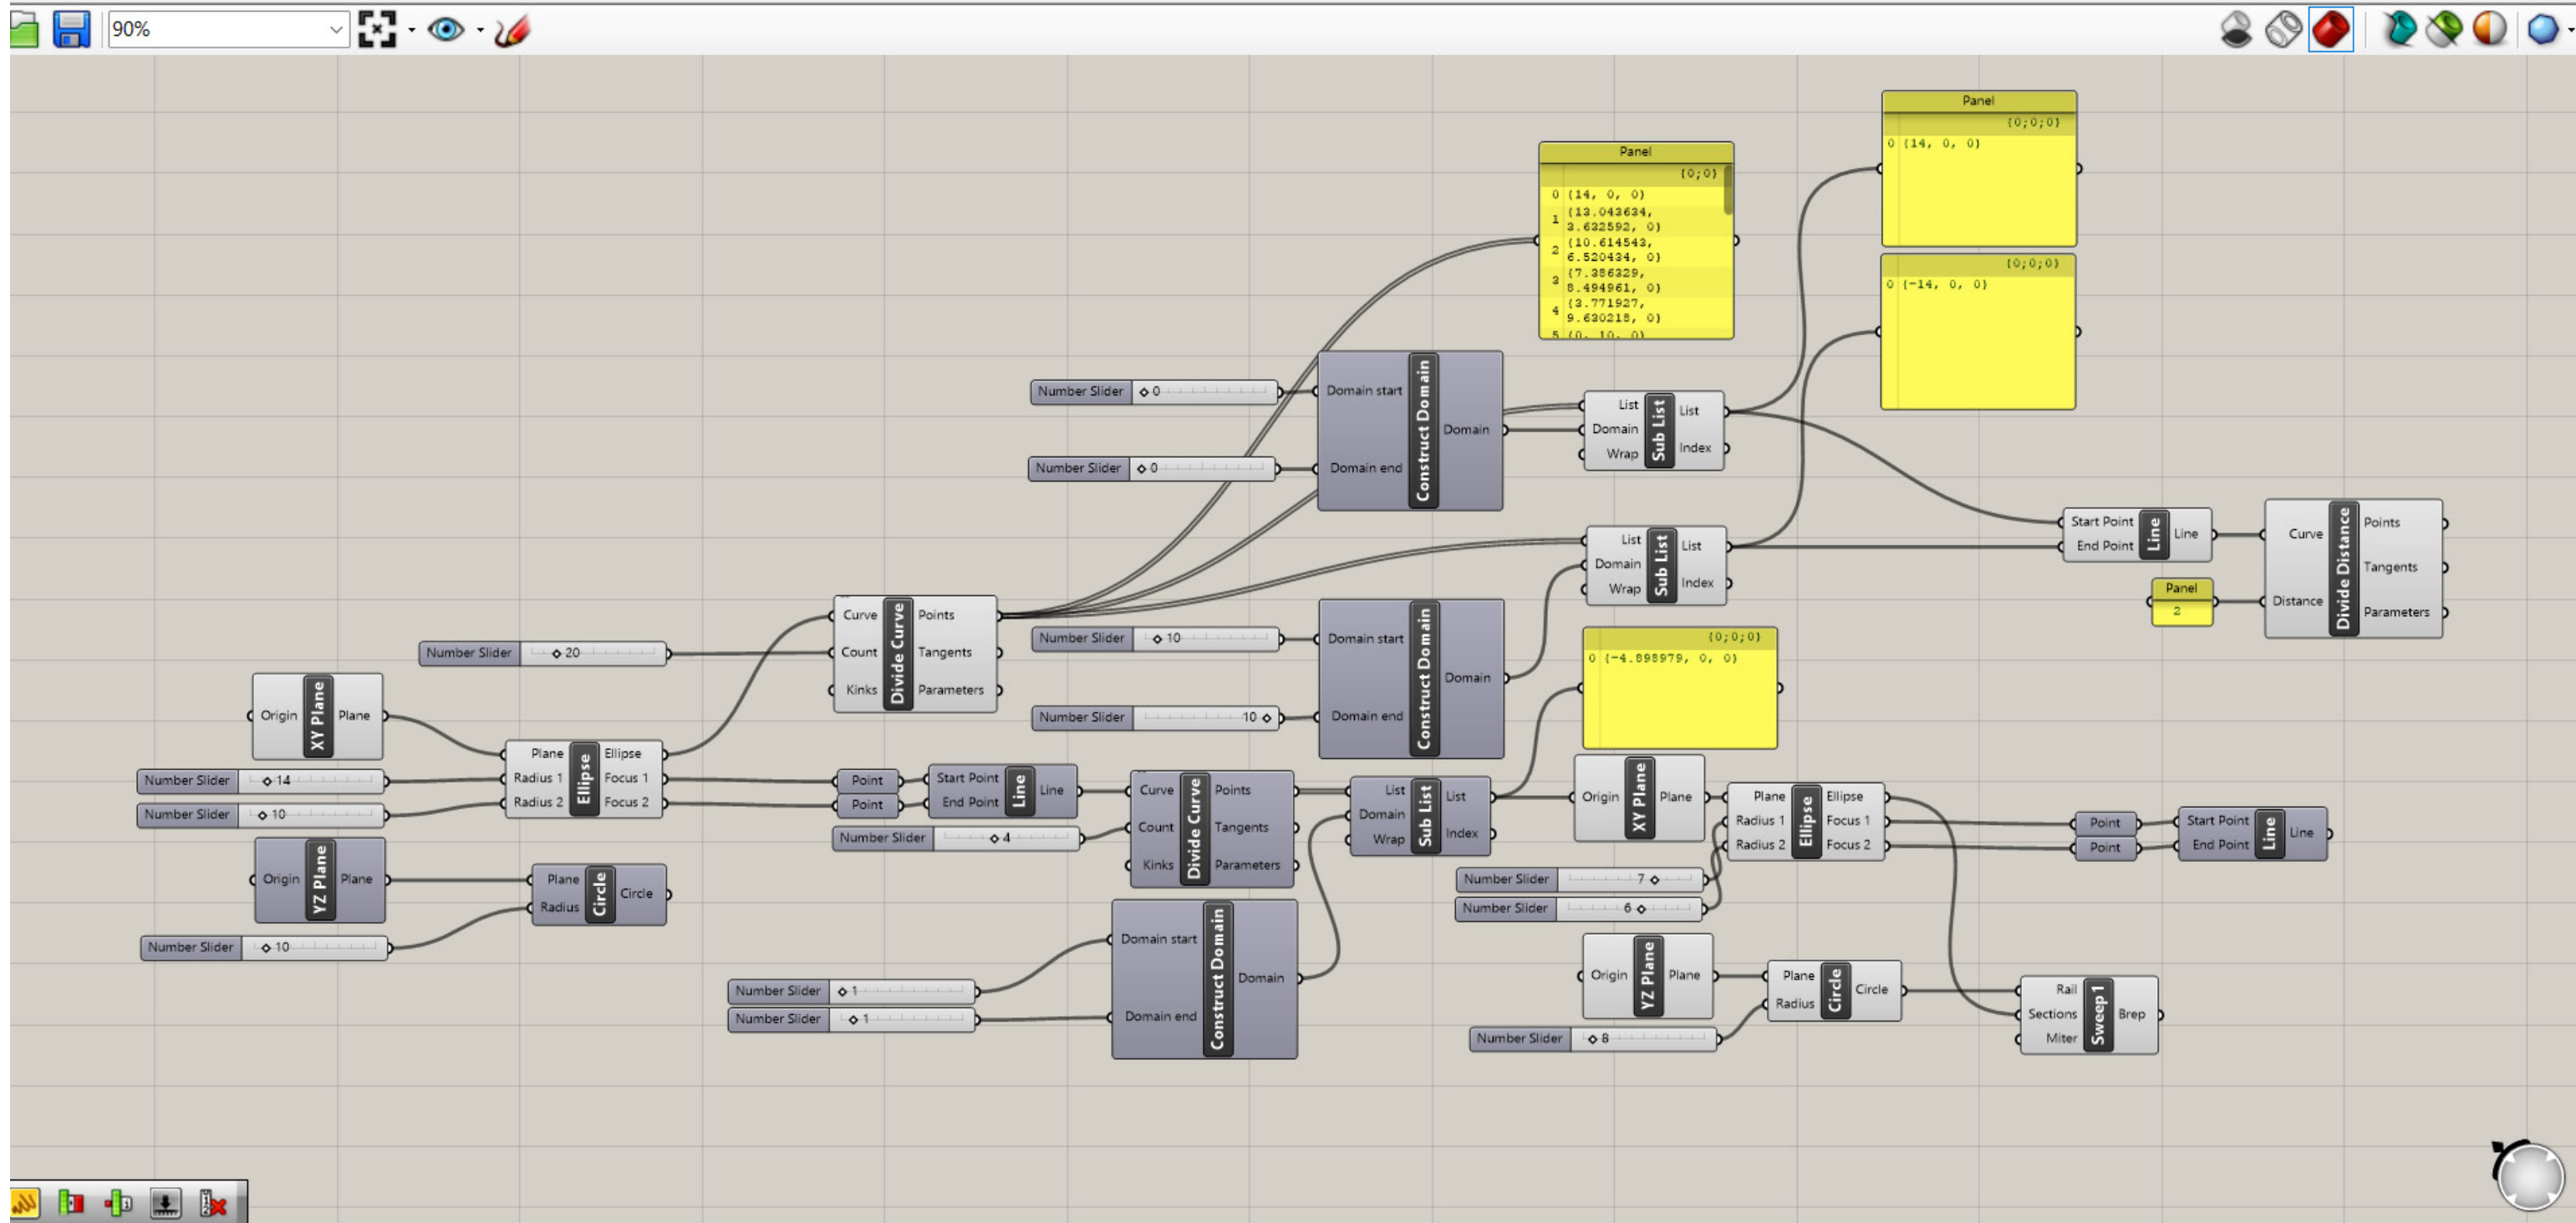 90%
Panel
{0;0;0}
0 {14, 0, 0}
Panel
{0;0}
0 {14, 0, 0}
1 {13.043634,
3.632592, 0}
2 {10.614543,
6.520434, 0}
3 {7.386329,
8.494961, 0}
4 {3.771927,
9.630218, 0}
5 {0, 10, 0}
{0;0;0}
0 {-14, 0, 0}
Number Slider 0
Number Slider 0
Domain start
Domain end
Construct Domain
Domain
List
Domain
Wrap
Sub List
List
Index
List
Domain
Wrap
Sub List
List
Index
Start Point
End Point
Line
Line
Panel
2
Curve
Distance
Divide Distance
Points
Tangents
Parameters
Number Slider 20
Curve
Count
Kinks
Divide Curve
Points
Tangents
Parameters
Number Slider 10
Number Slider 10
Domain start
Domain end
Construct Domain
Domain
{0;0;0}
0 {-4.898979, 0, 0}
Origin
XY Plane
Plane
Number Slider 14
Number Slider 10
Plane
Radius 1
Radius 2
Ellipse
Ellipse
Focus 1
Focus 2
Point
Point
Start Point
End Point
Line
Line
Number Slider 4
Curve
Count
Kinks
Divide Curve
Points
Tangents
Parameters
List
Domain
Wrap
Sub List
List
Index
Origin
XY Plane
Plane
Plane
Radius 1
Radius 2
Ellipse
Ellipse
Focus 1
Focus 2
Point
Point
Start Point
End Point
Line
Line
Number Slider 7
Number Slider 6
Origin
YZ Plane
Plane
Number Slider 10
Plane
Radius
Circle
Circle
Number Slider 1
Number Slider 1
Domain start
Domain end
Construct Domain
Domain
Origin
YZ Plane
Plane
Number Slider 8
Plane
Radius
Circle
Circle
Rail
Sections
Miter
Sweep1
Brep